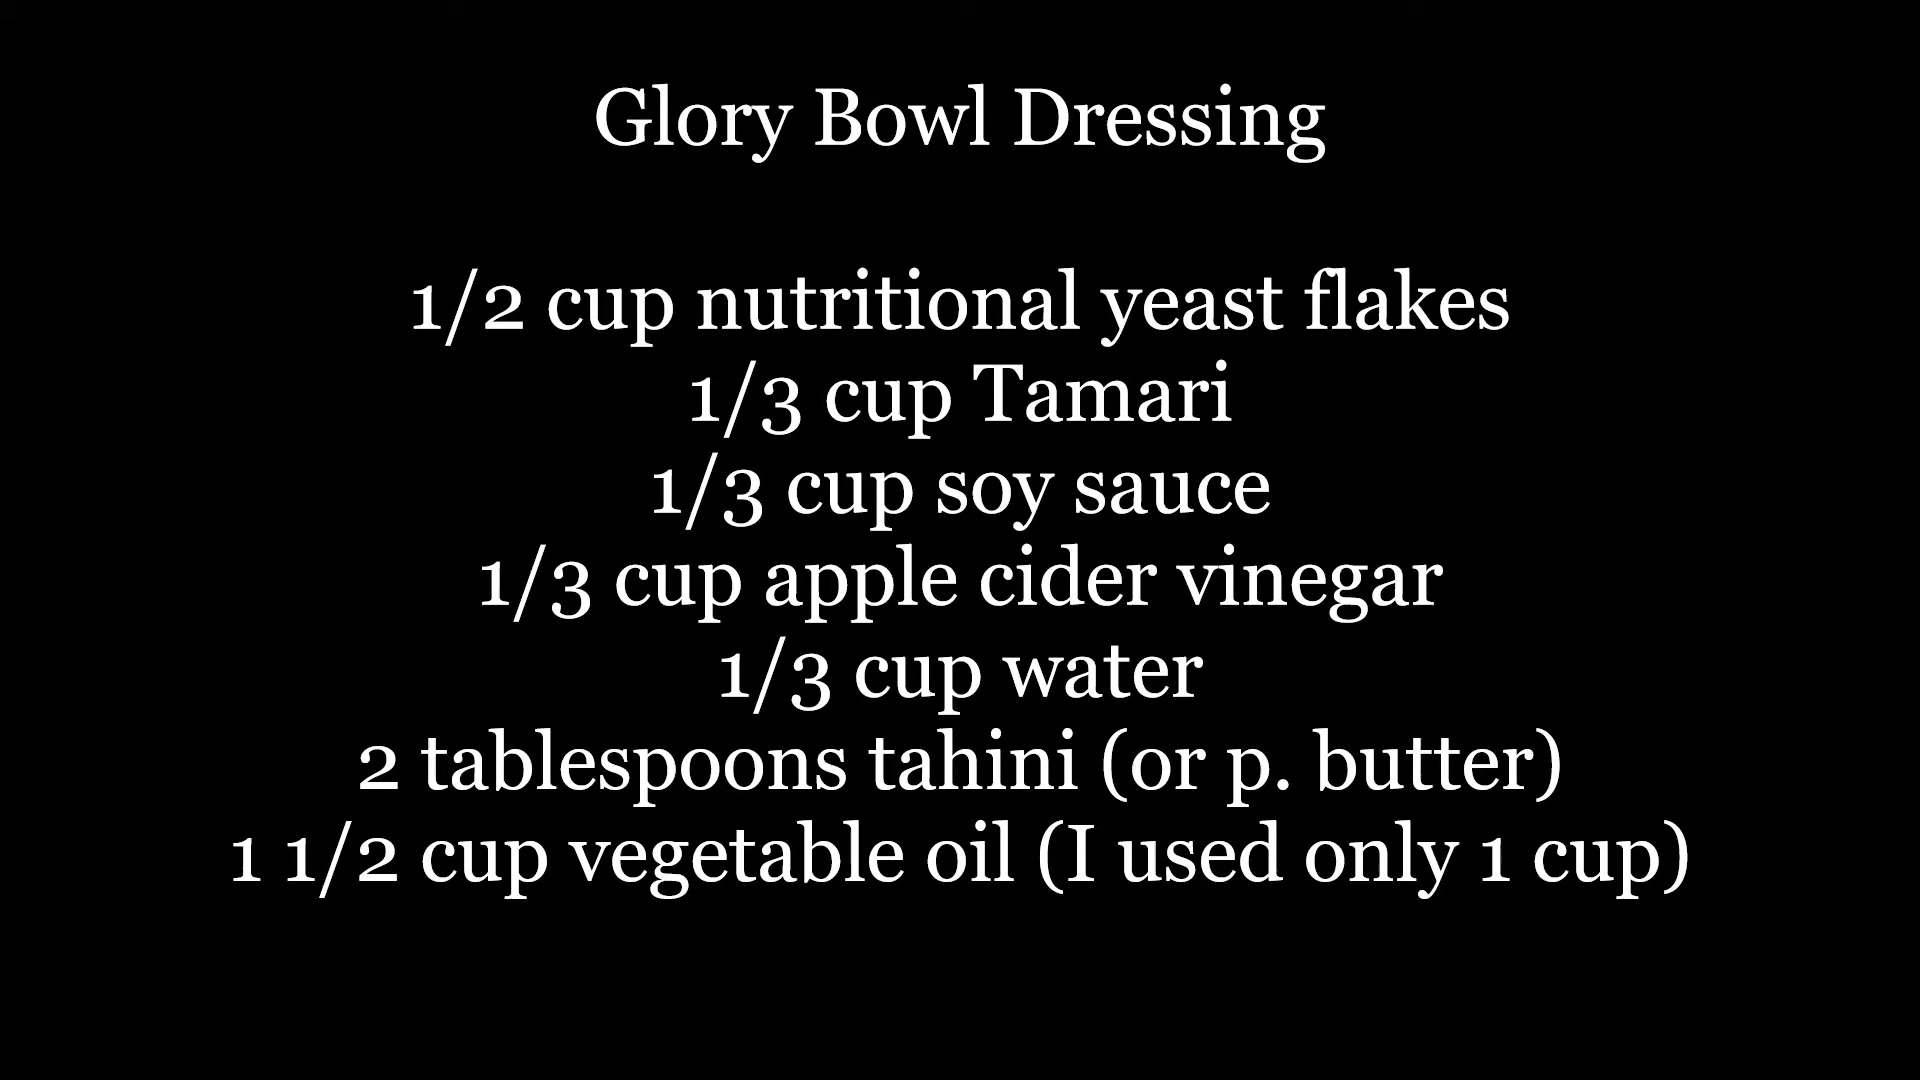 Glory Bowl Dressing
1/2 cup nutritional yeast flakes
1/3 cup Tamari
1/3 cup soy sauce
1/3 cup apple cider vinegar
1/3 cup water
2 tablespoons tahini (or p. butter)
1 1/2 cup vegetable oil (I used only 1 cup)